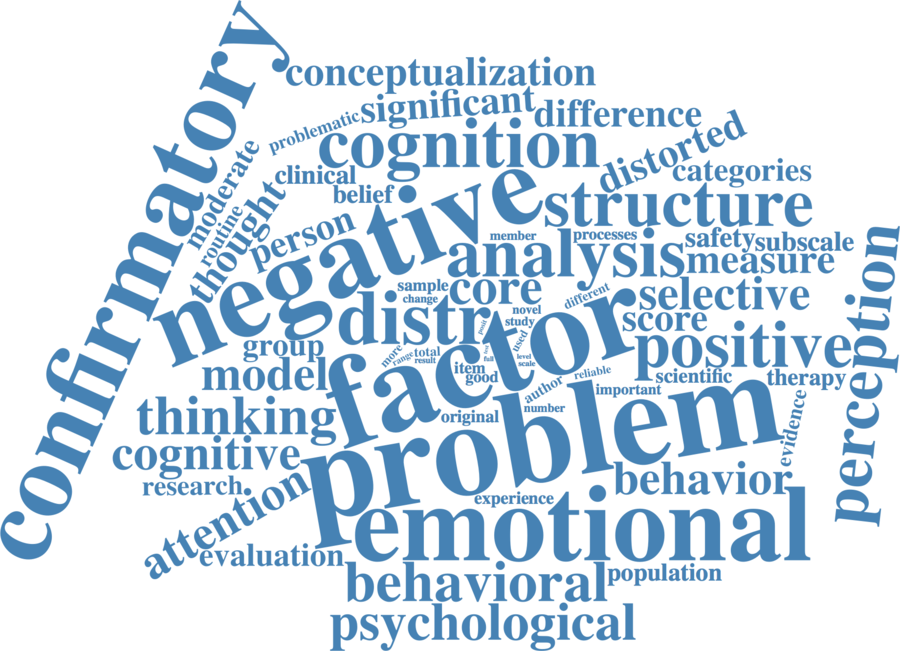 confirmatory
conceptualization
significant
difference
problematic
cognition
distorted
moderate
clinical
categories
belief
routine
thought
person
negative
structure
member
processes
safety
subscale
analysis
measure
perception
sample
change
core
different
selective
distr
novel
study
score
used
group
factor
positive
more
range
total
result
full
level
scale
model
item
good
reliable
scientific
therapy
author
important
thinking
original
number
problem
evidence
cognitive
research
behavior
attention
experience
emotional
evaluation
behavioral
population
psychological